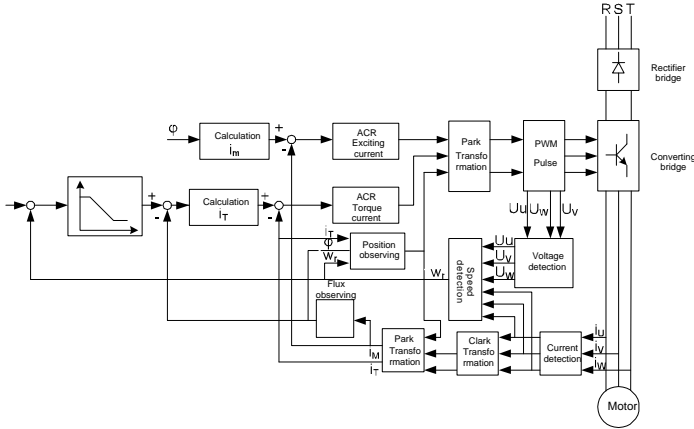 R S T
Rectifier
bridge
φ
Calculation
im
+
-
ACR
Exciting
current
Park
Transfo
rmation
PWM
Pulse
Converting
bridge
+
-
Calculation
iT
+
-
ACR
Torque
current
Uu Uw Uv
iT
φ
wr
Position
observing
wr
Speed
detection
Uu
Uv
Uw
Voltage
detection
Flux
observing
iM
iT
Park
Transfo
rmation
Clark
Transfo
rmation
Current
detection
iu
iv
iw
Motor